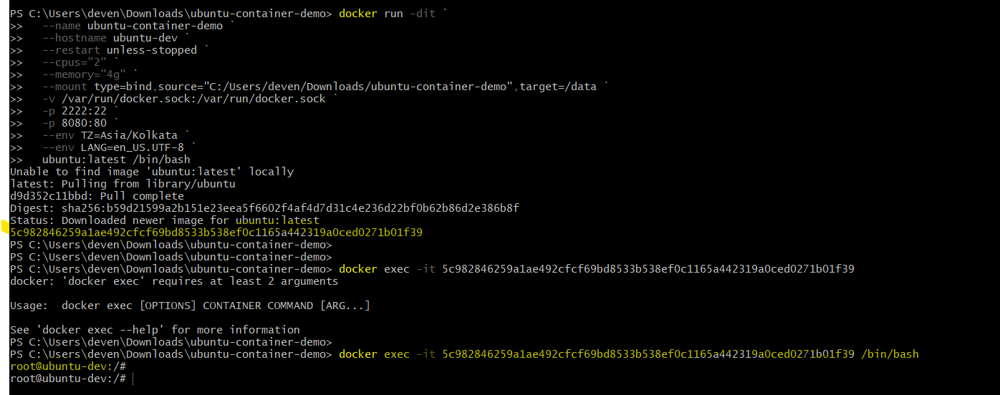 PS C:\Users\deven\Downloads\ubuntu-container-demo> docker run -dit `
>>   --name ubuntu-container-demo `
>>   --hostname ubuntu-dev `
>>   --restart unless-stopped `
>>   --cpus="2" `
>>   --memory="4g" `
>>   --mount type=bind,source="C:/Users/deven/Downloads/ubuntu-container-demo",target=/data `
>>   -v /var/run/docker.sock:/var/run/docker.sock `
>>   -p 2222:22 `
>>   -p 8080:80 `
>>   --env TZ=Asia/Kolkata `
>>   --env LANG=en_US.UTF-8 `
>>   ubuntu:latest /bin/bash
Unable to find image 'ubuntu:latest' locally
latest: Pulling from library/ubuntu
d9d352c11bbd: Pull complete
Digest: sha256:b59d21599a2b151e23eea5f6602f4af4d7d31c4e236d22bf0b62b86d2e386b8f
Status: Downloaded newer image for ubuntu:latest
5c982846259a1ae492cfcf69bd8533b538ef0c1165a442319a0ced0271b01f39
PS C:\Users\deven\Downloads\ubuntu-container-demo>
PS C:\Users\deven\Downloads\ubuntu-container-demo>
PS C:\Users\deven\Downloads\ubuntu-container-demo> docker exec -it 5c982846259a1ae492cfcf69bd8533b538ef0c1165a442319a0ced0271b01f39
docker: 'docker exec' requires at least 2 arguments
Usage:  docker exec [OPTIONS] CONTAINER COMMAND [ARG...]
See 'docker exec --help' for more information
PS C:\Users\deven\Downloads\ubuntu-container-demo>
PS C:\Users\deven\Downloads\ubuntu-container-demo> docker exec -it 5c982846259a1ae492cfcf69bd8533b538ef0c1165a442319a0ced0271b01f39 /bin/bash
root@ubuntu-dev:/#
root@ubuntu-dev:/#